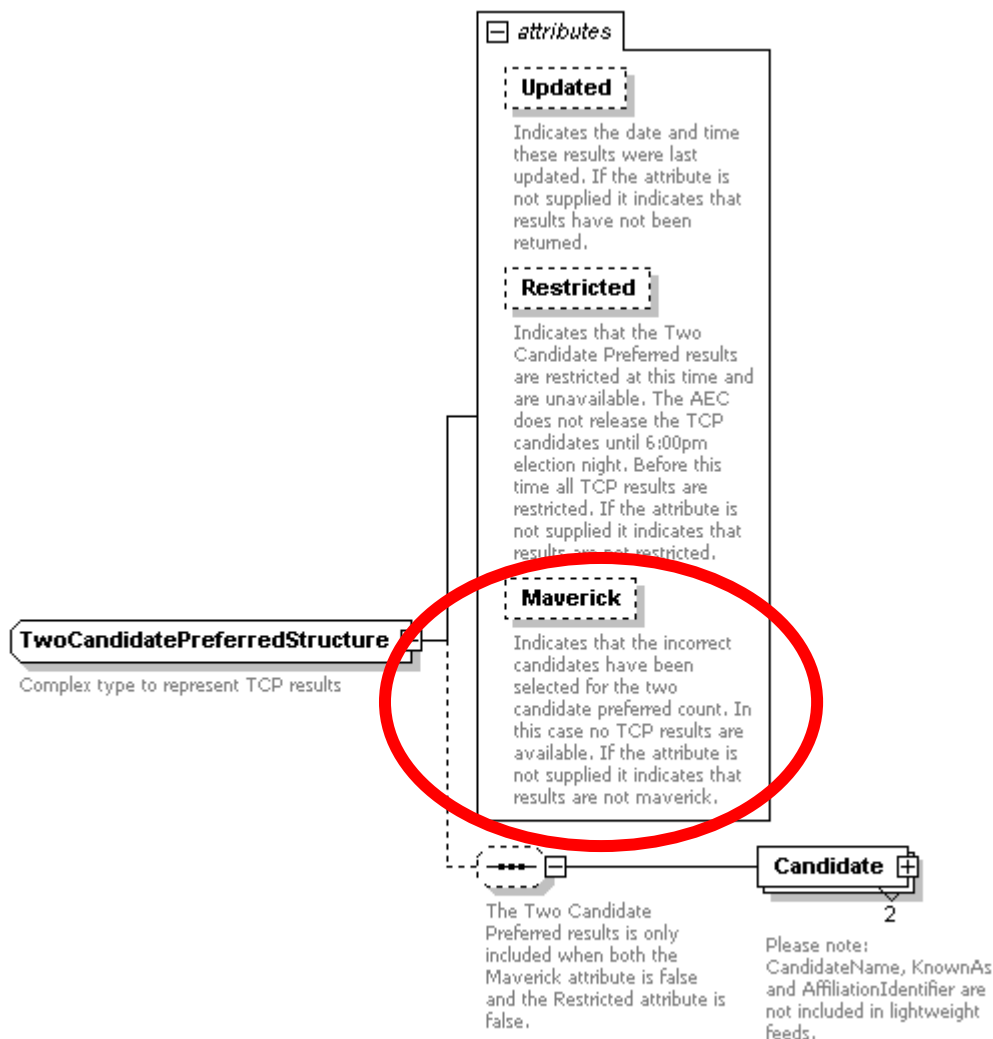 attributes
Updated
Indicates the date and time
these results were last
updated. If the attribute is
not supplied it indicates that
results have not been
returned.
Restricted
Indicates that the Two
Candidate Preferred results
are restricted at this time and
are unavailable. The AEC
does not release the TCP
candidates until 6:00pm
election night. Before this
time all TCP results are
restricted. If the attribute is
not supplied it indicates that
results are not restricted.
Maverick
Indicates that the incorrect
candidates have been
selected for the two
candidate preferred count. In
this case no TCP results are
available. If the attribute is
not supplied it indicates that
results are not maverick.
TwoCandidatePreferredStructure
Complex type to represent TCP results
Candidate
2
The Two Candidate
Preferred results is only
included when both the
Maverick attribute is false
and the Restricted attribute is
false.
Please note:
CandidateName, KnownAs
and AffiliationIdentifier are
not included in lightweight
feeds.